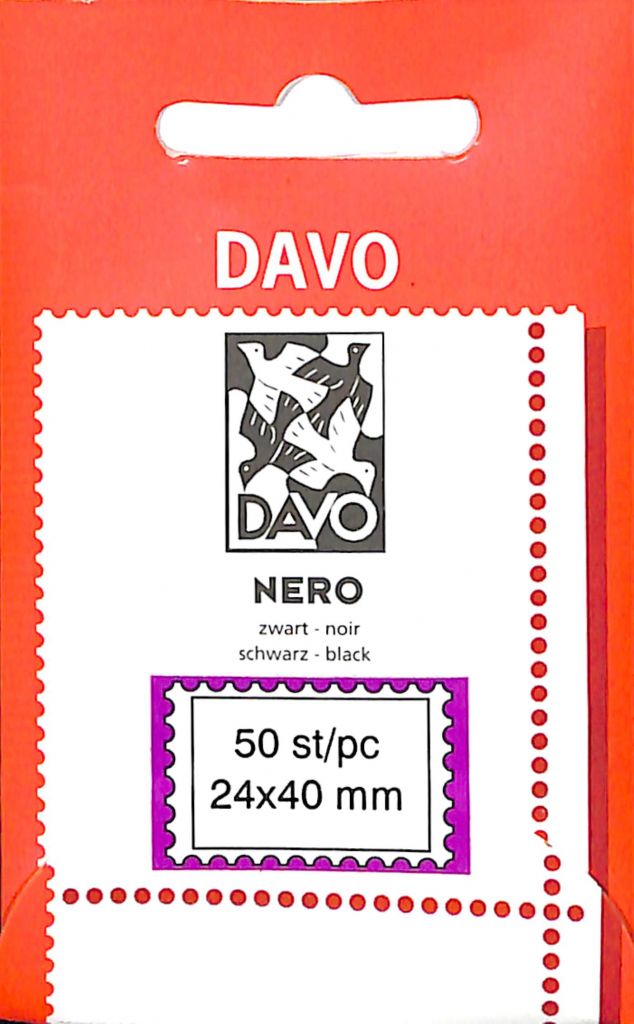 DAVO
DAVO
NERO
zwart - noir
schwarz - black
50 st/pc
24x40 mm